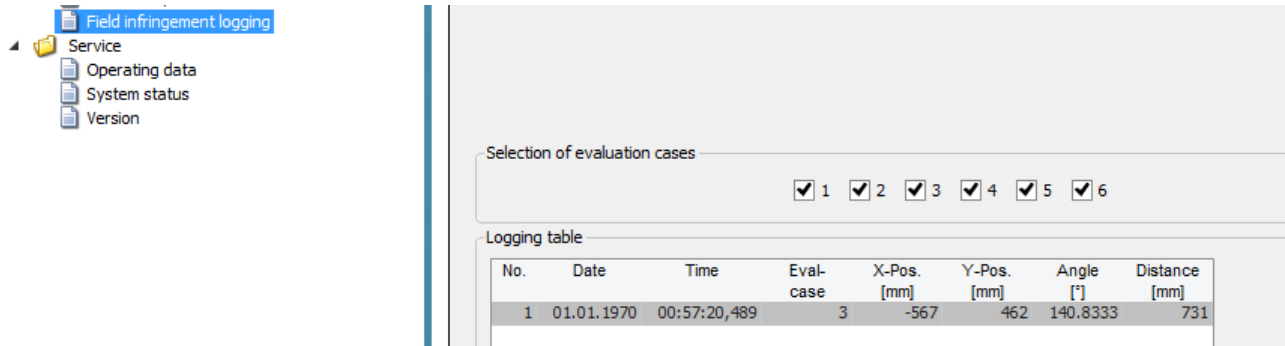 Field infringement logging
Service
Operating data
System status
Version
Selection of evaluation cases
1 2 3 4 5 6
Logging table
No. Date Time Eval- X-Pos. Y-Pos. Angle Distance
case [mm] [mm] [°] [mm]
1 01.01.1970 00:57:20,489 3 -567 462 140.8333 731